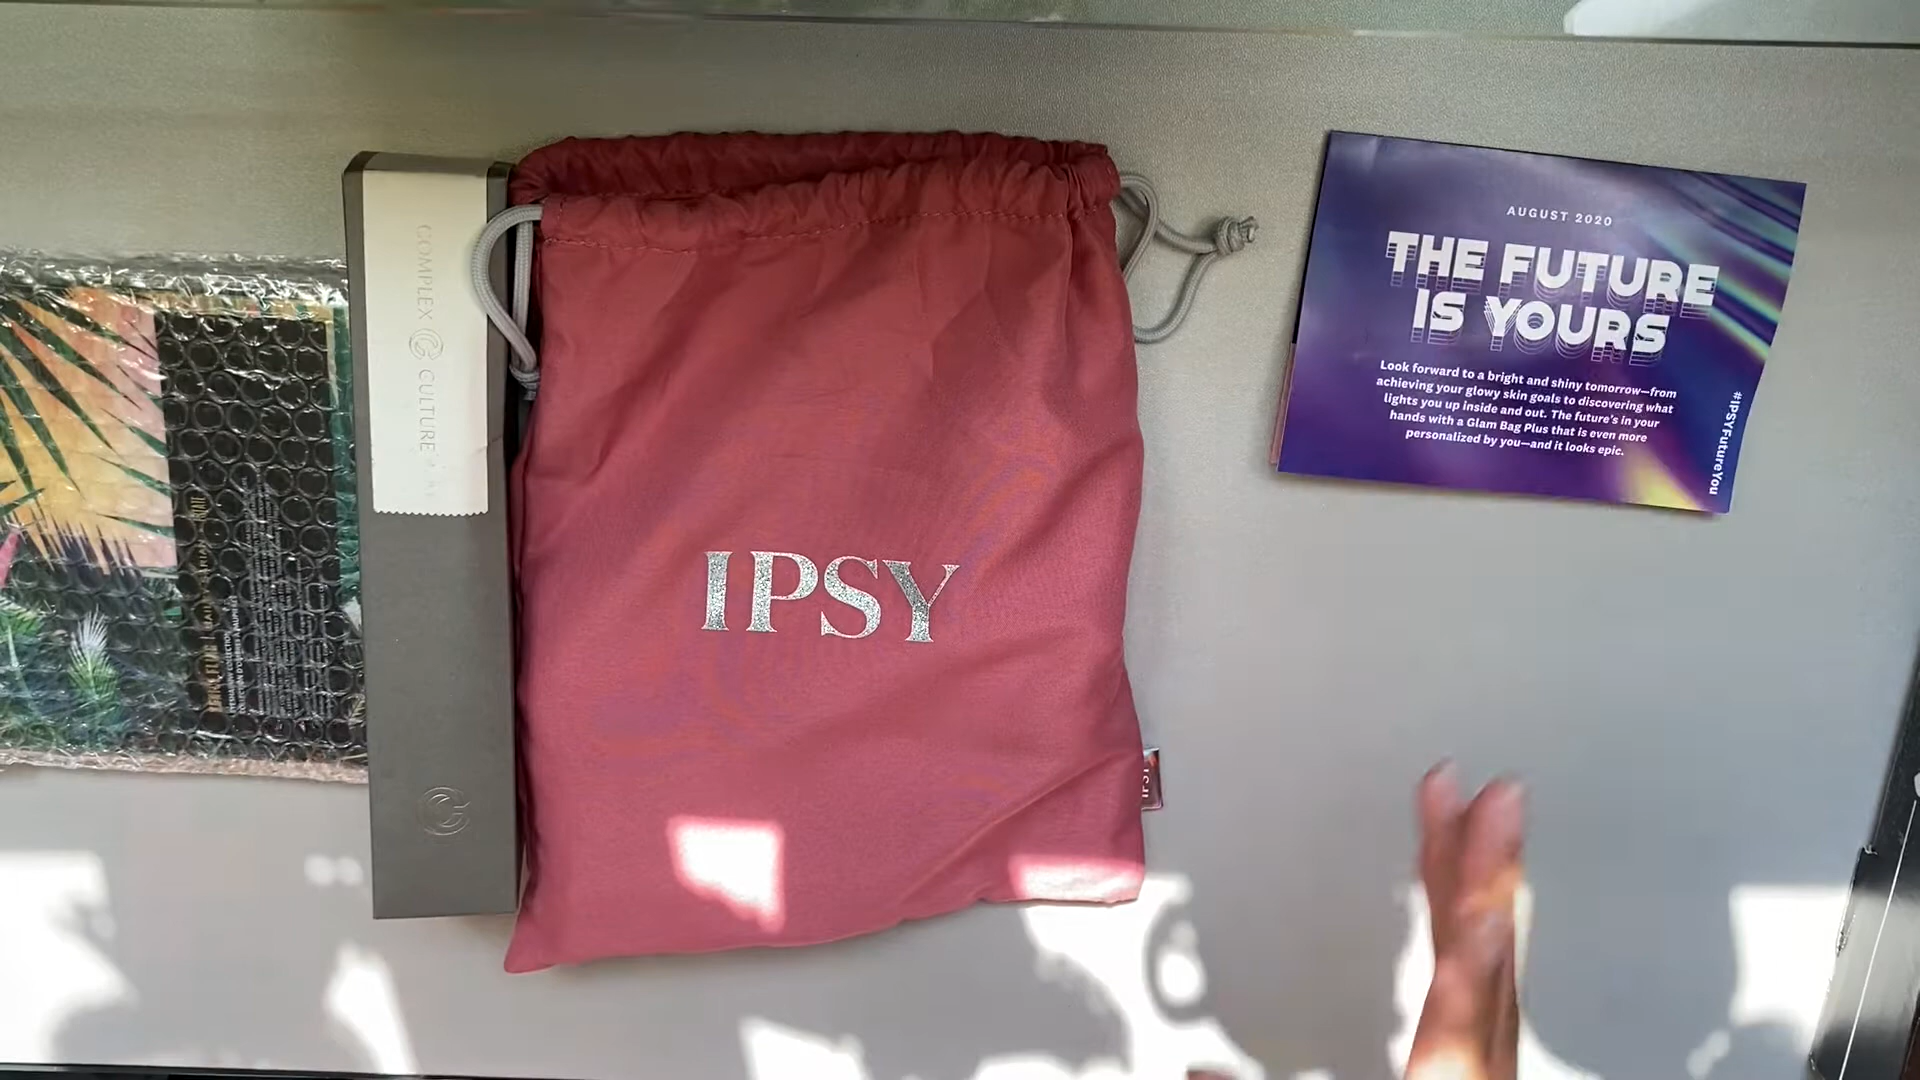 COMPLEX CULTURE
IPSY
IPSY
AUGUST 2020
THE FUTURE
IS YOURS
Look forward to a bright and shiny tomorrow—from
achieving your glowy skin goals to discovering what
lights you up inside and out. The future's in your
hands with a Glam Bag Plus that is even more
personalized by you—and it looks epic.
#IPSYFutureYou